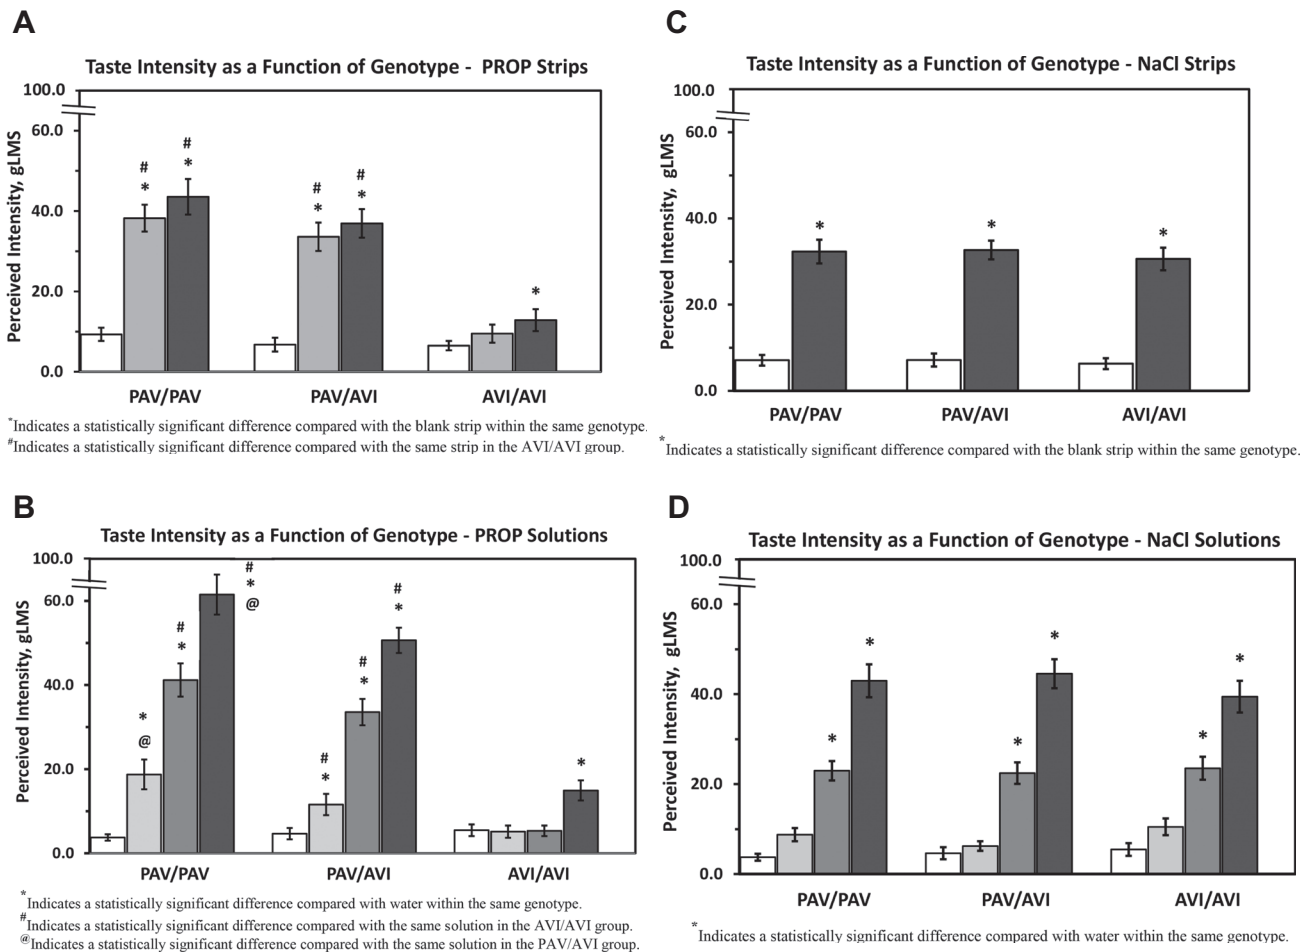 A
Taste Intensity as a Function of Genotype - PROP Strips
Perceived Intensity, gLMS
100.0
60.0
40.0
20.0
0.0
# # # #
* * * * *
PAV/PAV PAV/AVI AVI/AVI
*Indicates a statistically significant difference compared with the blank strip within the same genotype.
#Indicates a statistically significant difference compared with the same strip in the AVI/AVI group.
C
Taste Intensity as a Function of Genotype - NaCl Strips
Perceived Intensity, gLMS
100.0
60.0
40.0
20.0
0.0
* * *
PAV/PAV PAV/AVI AVI/AVI
*Indicates a statistically significant difference compared with the blank strip within the same genotype.
B
Taste Intensity as a Function of Genotype - PROP Solutions
Perceived Intensity, gLMS
100.0
60.0
40.0
20.0
0.0
*
@
#
*
#
*
@
#
*
#
*
#
*
*
PAV/PAV PAV/AVI AVI/AVI
*Indicates a statistically significant difference compared with water within the same genotype.
#Indicates a statistically significant difference compared with the same solution in the AVI/AVI group.
@Indicates a statistically significant difference compared with the same solution in the PAV/AVI group.
D
Taste Intensity as a Function of Genotype - NaCl Solutions
Perceived Intensity, gLMS
100.0
60.0
40.0
20.0
0.0
* * * * * *
PAV/PAV PAV/AVI AVI/AVI
*Indicates a statistically significant difference compared with water within the same genotype.